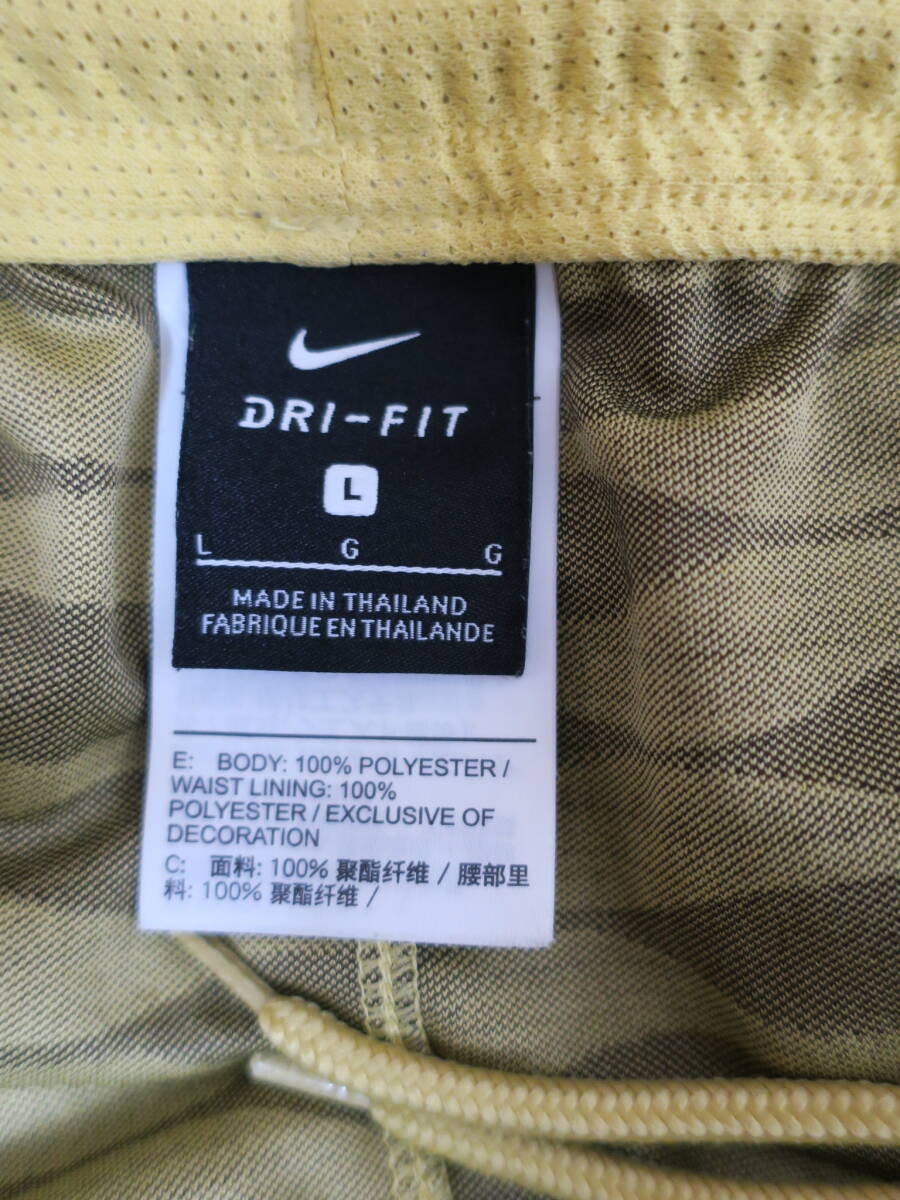 DRI-FIT
L
L G G
MADE IN THAILAND
FABRIQUE EN THAILANDE
E: BODY: 100% POLYESTER /
WAIST LINING: 100%
POLYESTER / EXCLUSIVE OF
DECORATION
C: 面料: 100% 聚酯纤维 / 腰部里
料: 100% 聚酯纤维 /